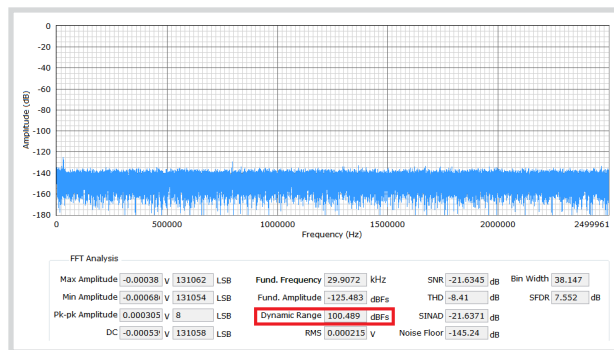 0
-20
-40
-60
-80
-100
-120
-140
-160
-180
Amplitude (dB)
0 500000 1000000 1500000 2000000 2499961
Frequency (Hz)
FFT Analysis
Max Amplitude -0.00038 V 131062 LSB Fund. Frequency 29.9072 kHz SNR -21.6345 dB Bin Width 38.147
Min Amplitude -0.00068 V 131054 LSB Fund. Amplitude -125.483 dBFs THD -8.41 dB SFDR 7.552 dB
Pk-pk Amplitude 0.000305 V 8 LSB Dynamic Range 100.489 dBFs SINAD -21.6371 dB
DC -0.00053 V 131058 LSB RMS 0.000215 V Noise Floor -145.24 dB